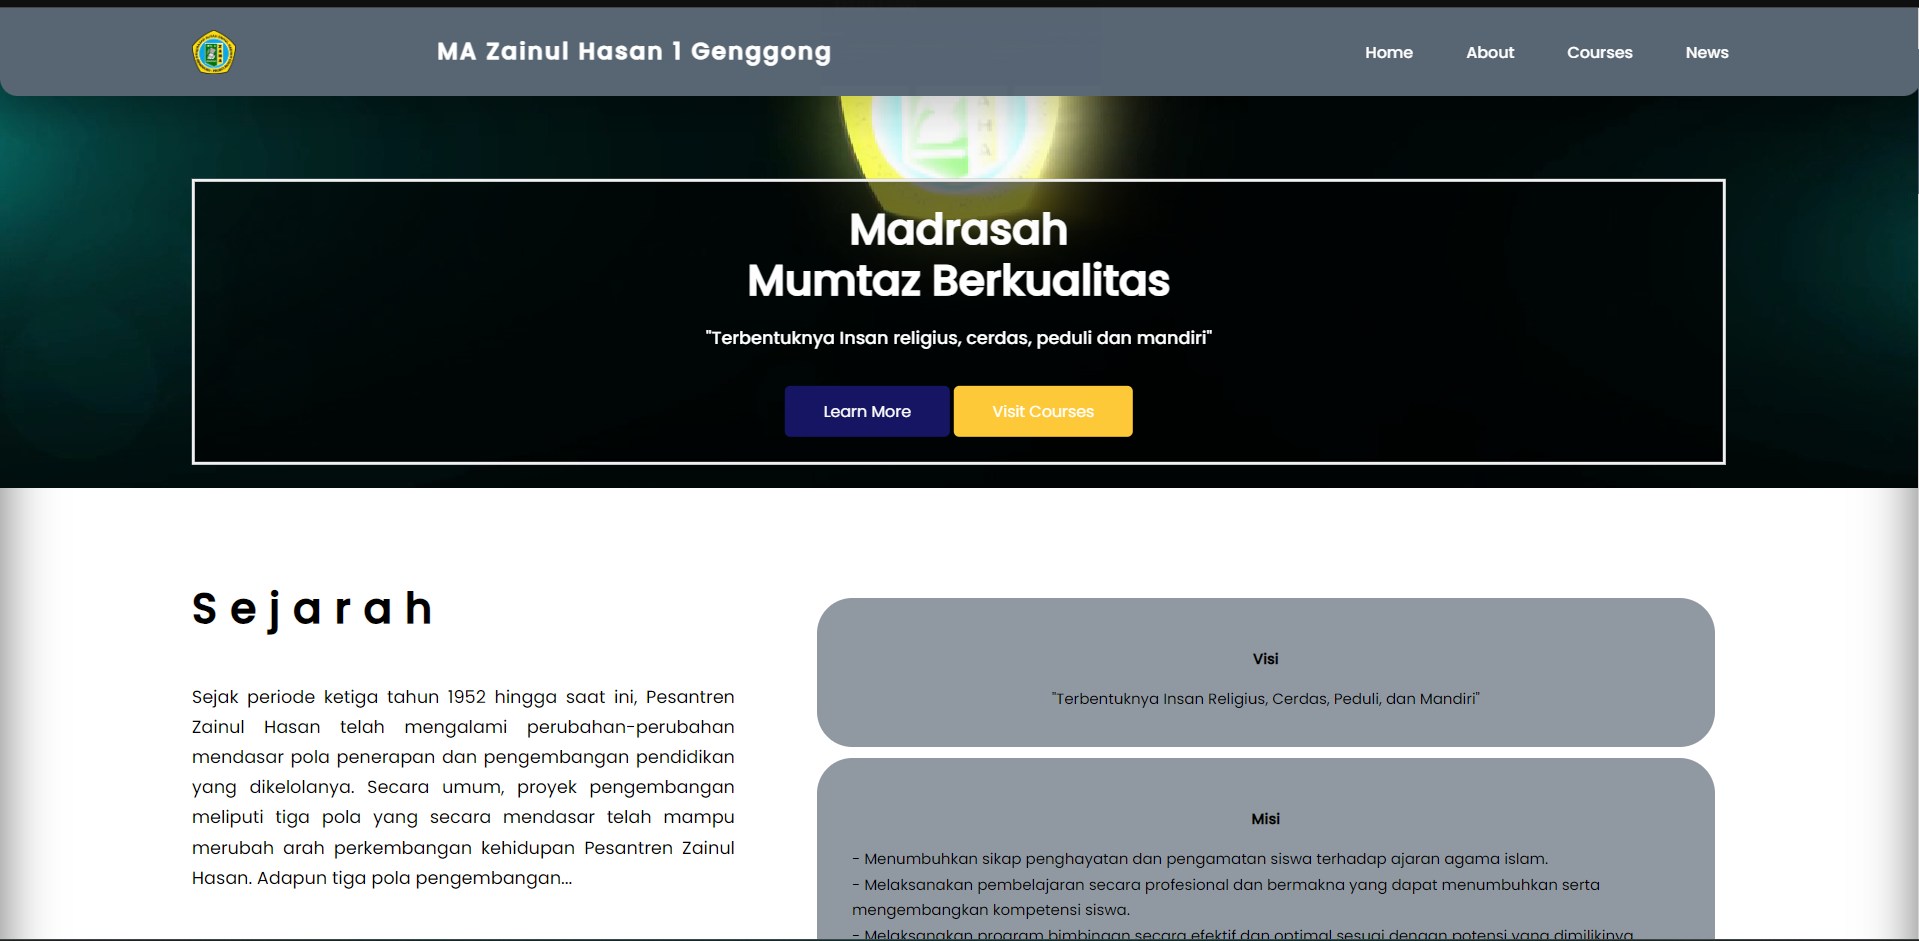 MA Zainul Hasan 1 Genggong
Home
About
Courses
News
Madrasah
Mumtaz Berkualitas
"Terbentuknya Insan religius, cerdas, peduli dan mandiri"
Learn More
Visit Courses
Sejarah
Sejak periode ketiga tahun 1952 hingga saat ini, Pesantren
Zainul Hasan telah mengalami perubahan-perubahan
mendasar pola penerapan dan pengembangan pendidikan
yang dikelolanya. Secara umum, proyek pengembangan
meliputi tiga pola yang secara mendasar telah mampu
merubah arah perkembangan kehidupan Pesantren Zainul
Hasan. Adapun tiga pola pengembangan...
Visi
"Terbentuknya Insan Religius, Cerdas, Peduli, dan Mandiri"
Misi
- Menumbuhkan sikap penghayatan dan pengamatan siswa terhadap ajaran agama islam.
- Melaksanakan pembelajaran secara profesional dan bermakna yang dapat menumbuhkan serta
mengembangkan kompetensi siswa.
- Melaksanakan program bimbingan secara efektif dan optimal sesuai dengan potensi yang dimilikinya